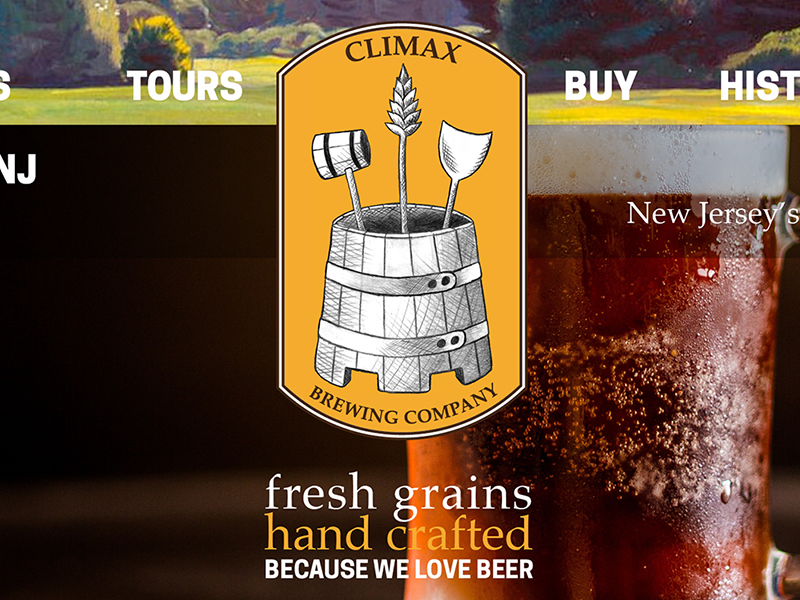 CLIMAX
S TOURS BUY HIST
NJ
New Jersey's
BREWING COMPANY
fresh grains
hand crafted
BECAUSE WE LOVE BEER